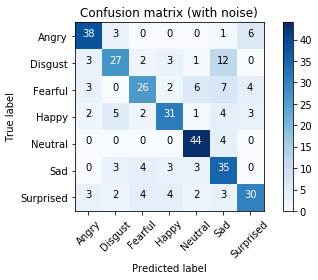 Confusion matrix (with noise)
True label
Angry 38 3 0 0 0 1 6
Disgust 3 27 2 3 1 12 0
Fearful 3 0 26 2 6 7 4
Happy 2 5 2 31 1 4 3
Neutral 0 0 0 0 44 4 0
Sad 0 3 4 3 3 35 0
Surprised 3 2 4 4 2 3 30
Angry Disgust Fearful Happy Neutral Sad Surprised
Predicted label
40
35
30
25
20
15
10
5
0